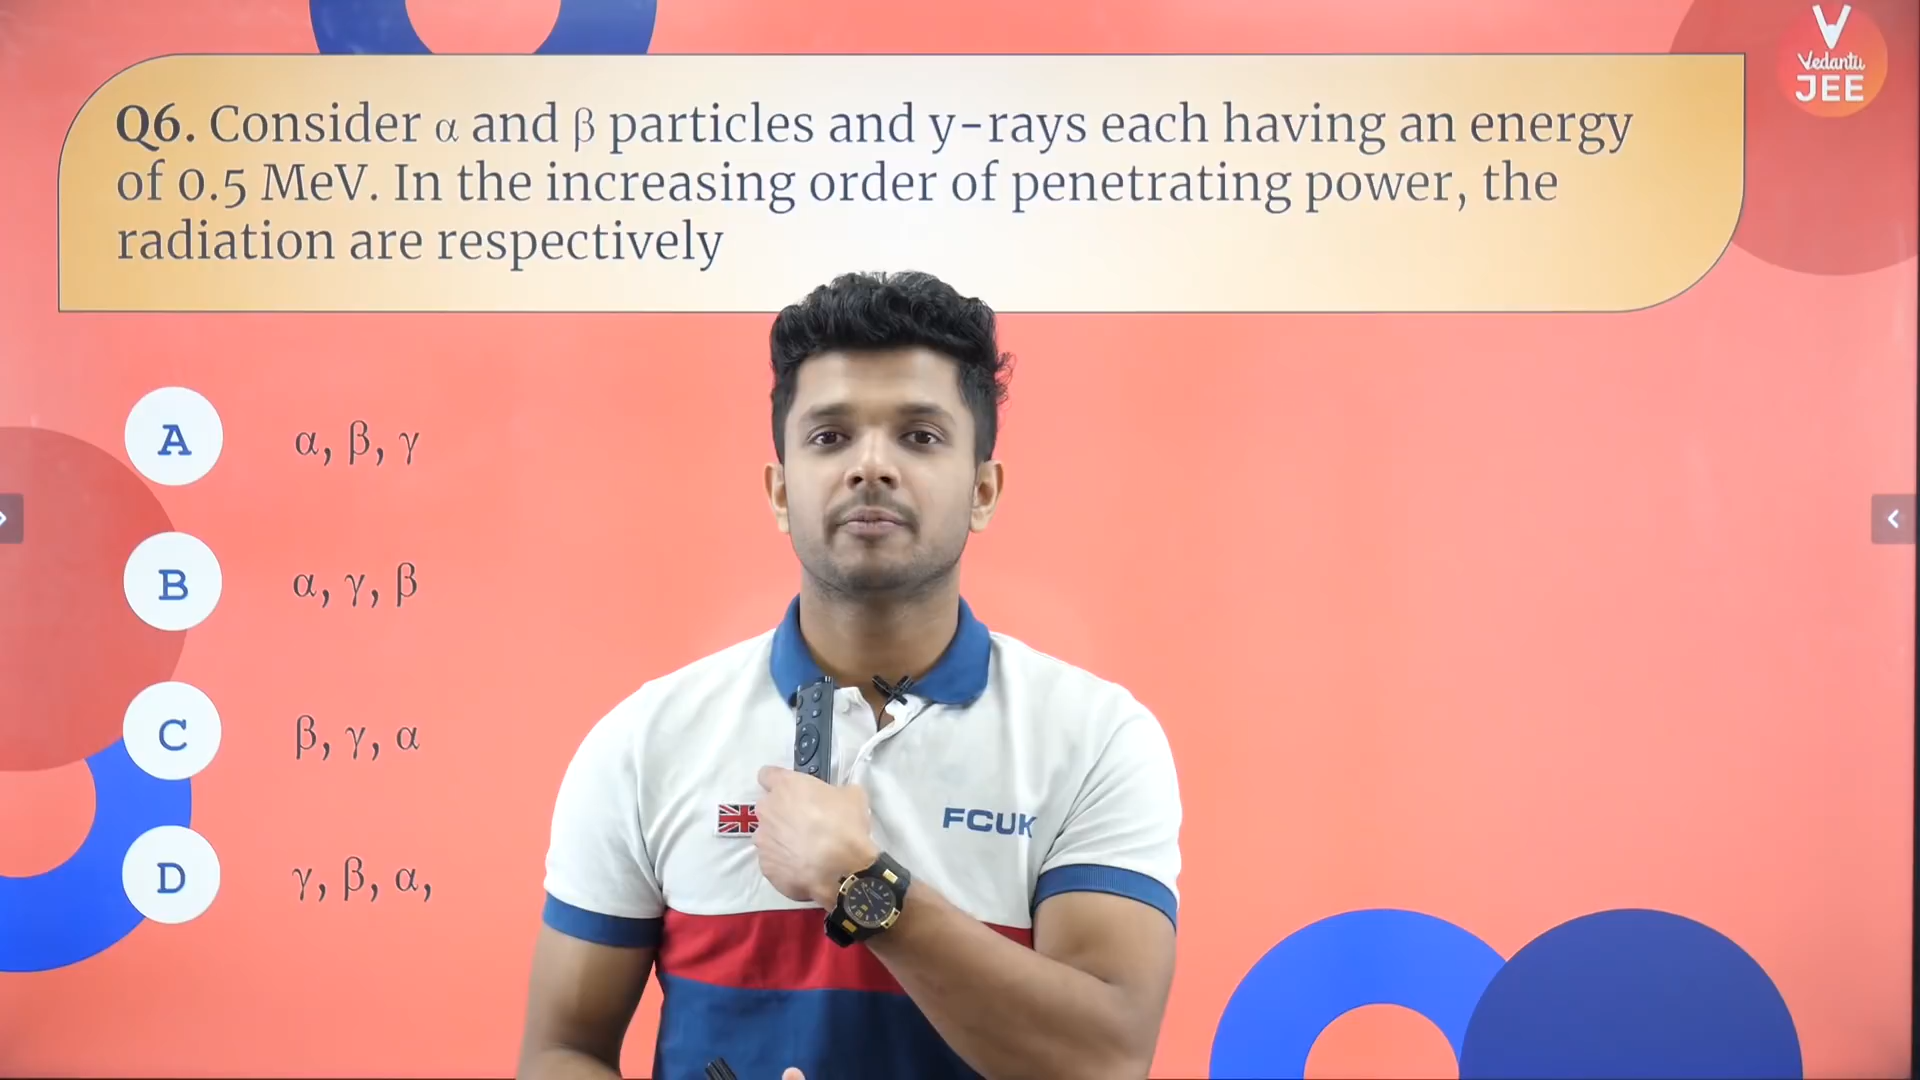 Vedantu
JEE
Q6. Consider α and β particles and y-rays each having an energy
of 0.5 MeV. In the increasing order of penetrating power, the
radiation are respectively
A α, β, γ
B α, γ, β
C β, γ, α
D γ, β, α,
FCUK